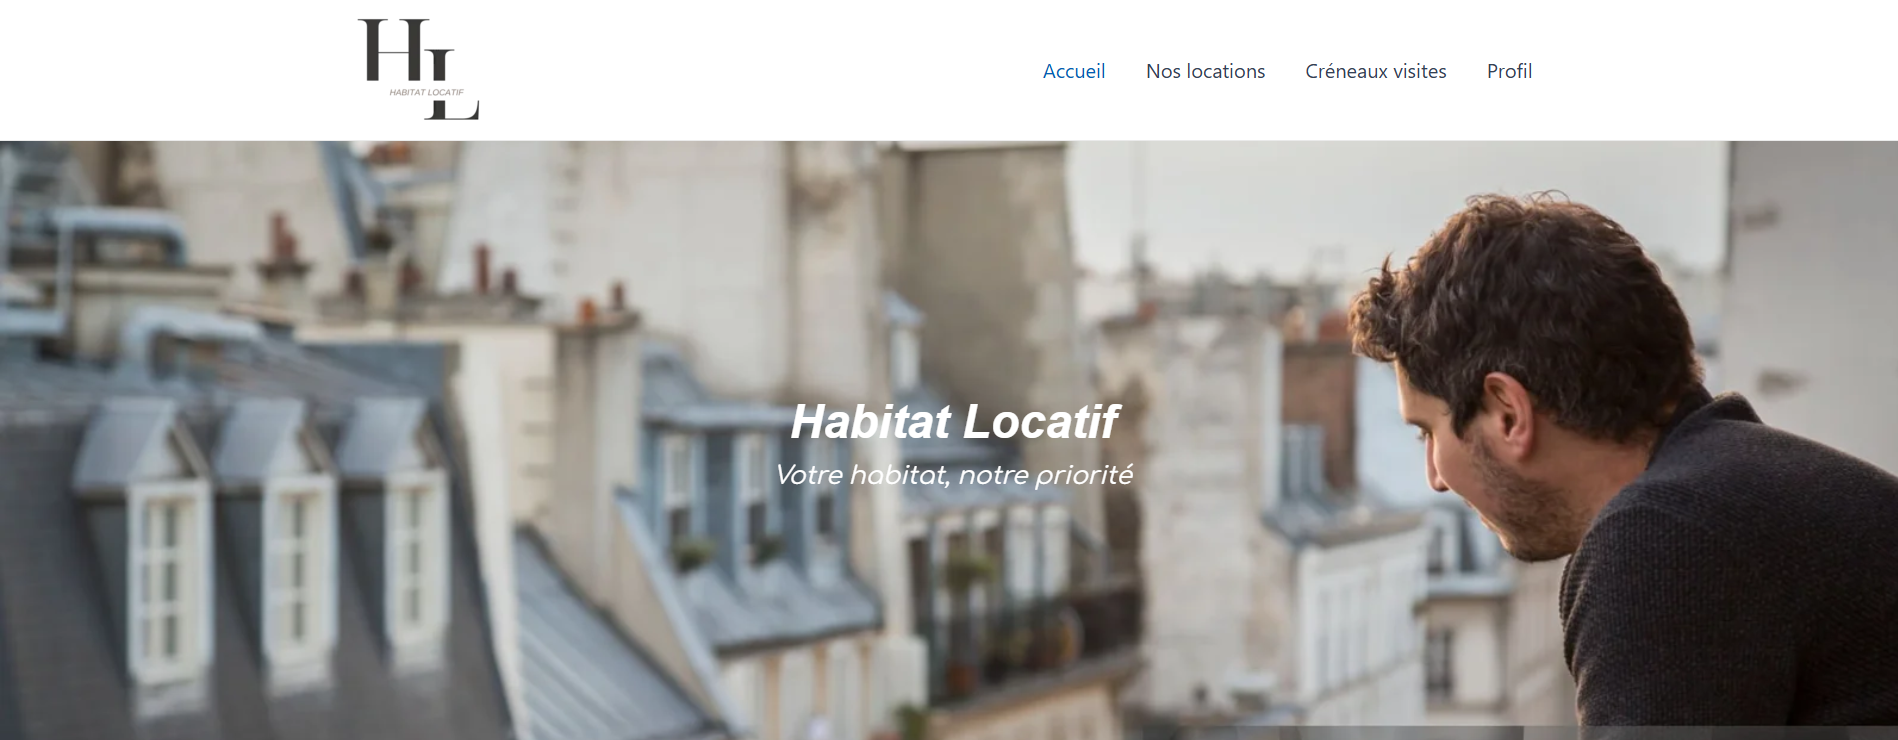 HL
HABITAT LOCATIF
Accueil
Nos locations
Créneaux visites
Profil
Habitat Locatif
Votre habitat, notre priorité